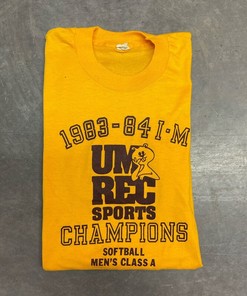 1983-84 I·M
UM
REC
SPORTS
CHAMPIONS
SOFTBALL
MEN'S CLASS A